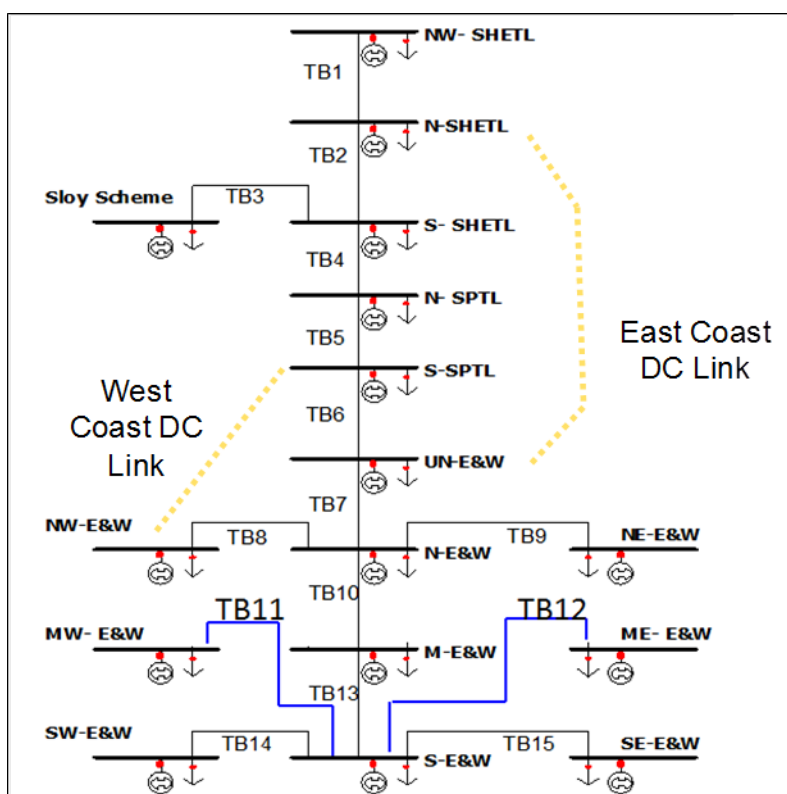 NW- SHETL
TB1
N-SHETL
TB2
Sloy Scheme
TB3
S- SHETL
TB4
N- SPTL
TB5
East Coast
DC Link
S-SPTL
West
Coast DC
Link
TB6
UN-E&W
TB7
NW-E&W
TB8
N-E&W
TB9
NE-E&W
TB10
TB11
TB12
MW- E&W
M-E&W
ME- E&W
TB13
SW-E&W
TB14
S-E&W
TB15
SE-E&W